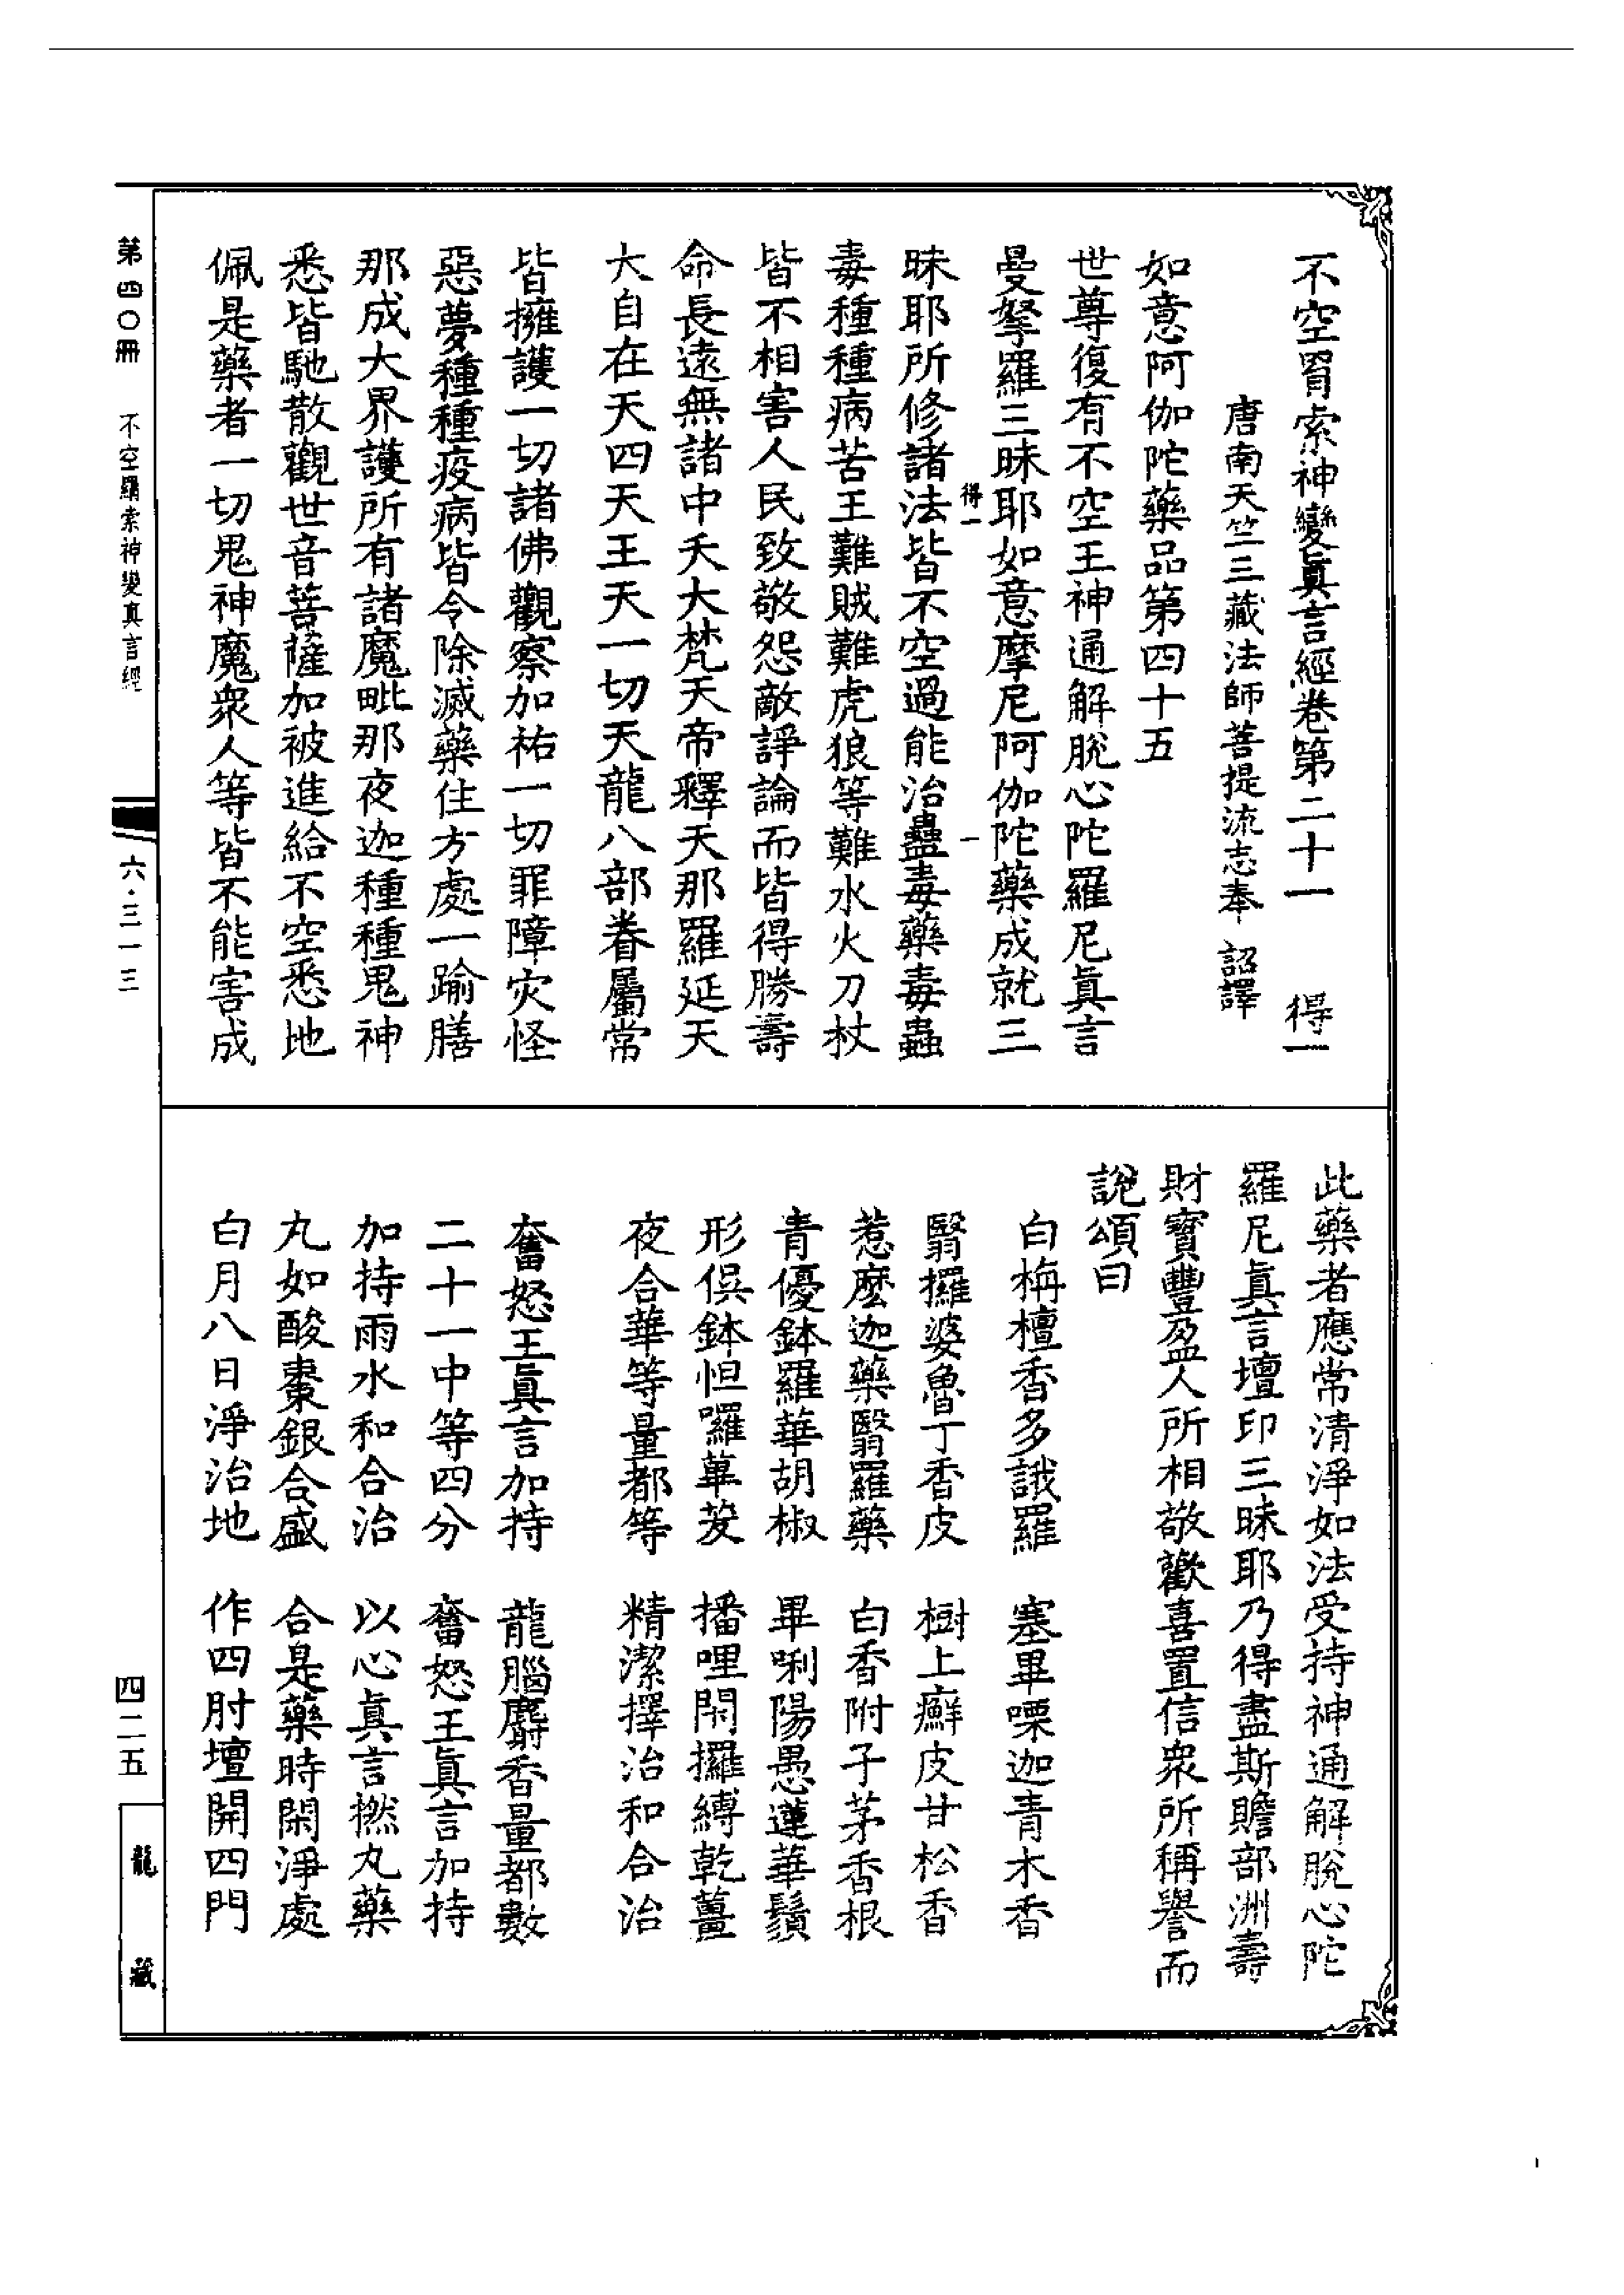 不空罥索神變眞言經卷第二十一　得一
唐南天竺三藏法師菩提流志奉　詔譯
如意阿伽陀藥品第四十五
世尊復有不空王神通解脫心陀羅尼眞言
曼拏羅三昧耶如意摩尼阿伽陀藥成就三
得一　一
昧耶所修諸法皆不空過能治蠱毒藥毒蟲
毒種種病苦王難賊難虎狼等難水火刀杖
皆不相害人民致敬怨敵諍論而皆得勝壽
命長遠無諸中夭大梵天帝釋天那羅延天
大自在天四天王天一切天龍八部眷屬常
皆擁護一切諸佛觀察加祐一切罪障灾怪
惡夢種種疫病皆令除滅藥住方處一踰膳
那成大界護所有諸魔毗那夜迦種種鬼神
悉皆馳散觀世音菩薩加被進給不空悉地
佩是藥者一切鬼神魔衆人等皆不能害成
此藥者應常清淨如法受持神通解脫心陀
羅尼眞言壇印三昧耶乃得盡斯贍部洲壽
財寶豐盈人所相敬歡喜置信衆所稱譽而
說頌曰
白栴檀香多誐羅　塞畢㗚迦青木香
翳攞婆魯丁香皮　樹上癬皮甘松香
惹麼迦藥翳羅藥　白香附子茅香根
青優鉢羅華胡椒　畢唎陽愚蓮華鬚
形俱鉢怛囉蓽茇　播哩閇攞縛乾薑
夜合華等量都等　精潔擇治和合治
奮怒王眞言加持　龍腦麝香量都數
二十一中等四分　奮怒王眞言加持
加持雨水和合治　以心眞言撚丸藥
丸如酸棗銀合盛　合是藥時閑淨處
白月八日淨治地　作四肘壇開四門
第四〇冊　不空羂索神變真言經
六·三一三
四二五
龍藏